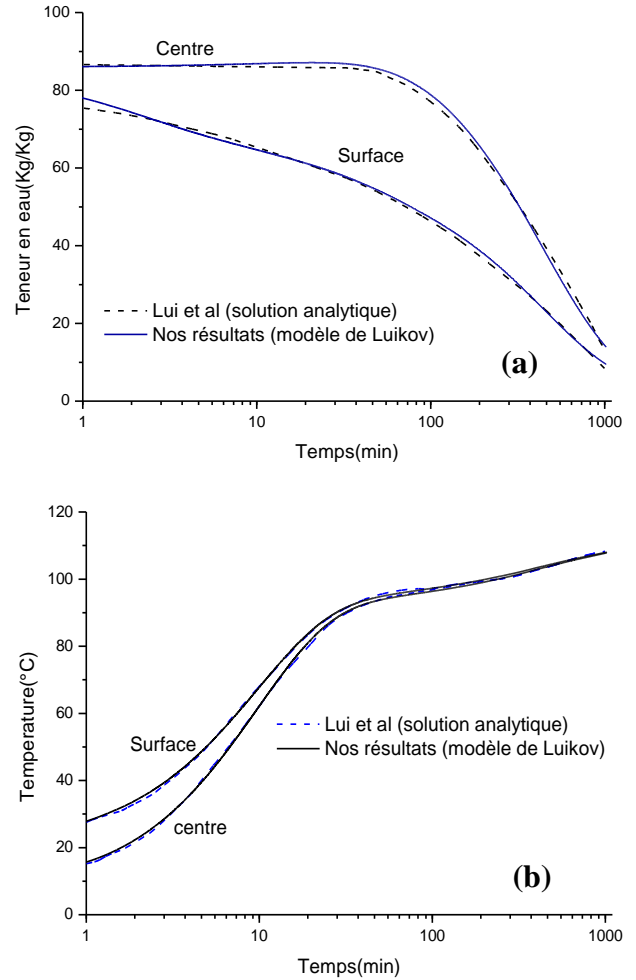 100
Centre
80
Surface
60
Teneur en eau(Kg/Kg)
40
Lui et al (solution analytique)
20
Nos résultats (modèle de Luikov)
(a)
0
1
10
100
1000
Temps(min)
120
100
80
Temperature(°C)
Lui et al (solution analytique)
60
Surface
Nos résultats (modèle de Luikov)
40
centre
20
(b)
0
1
10
100
1000
Temps(min)